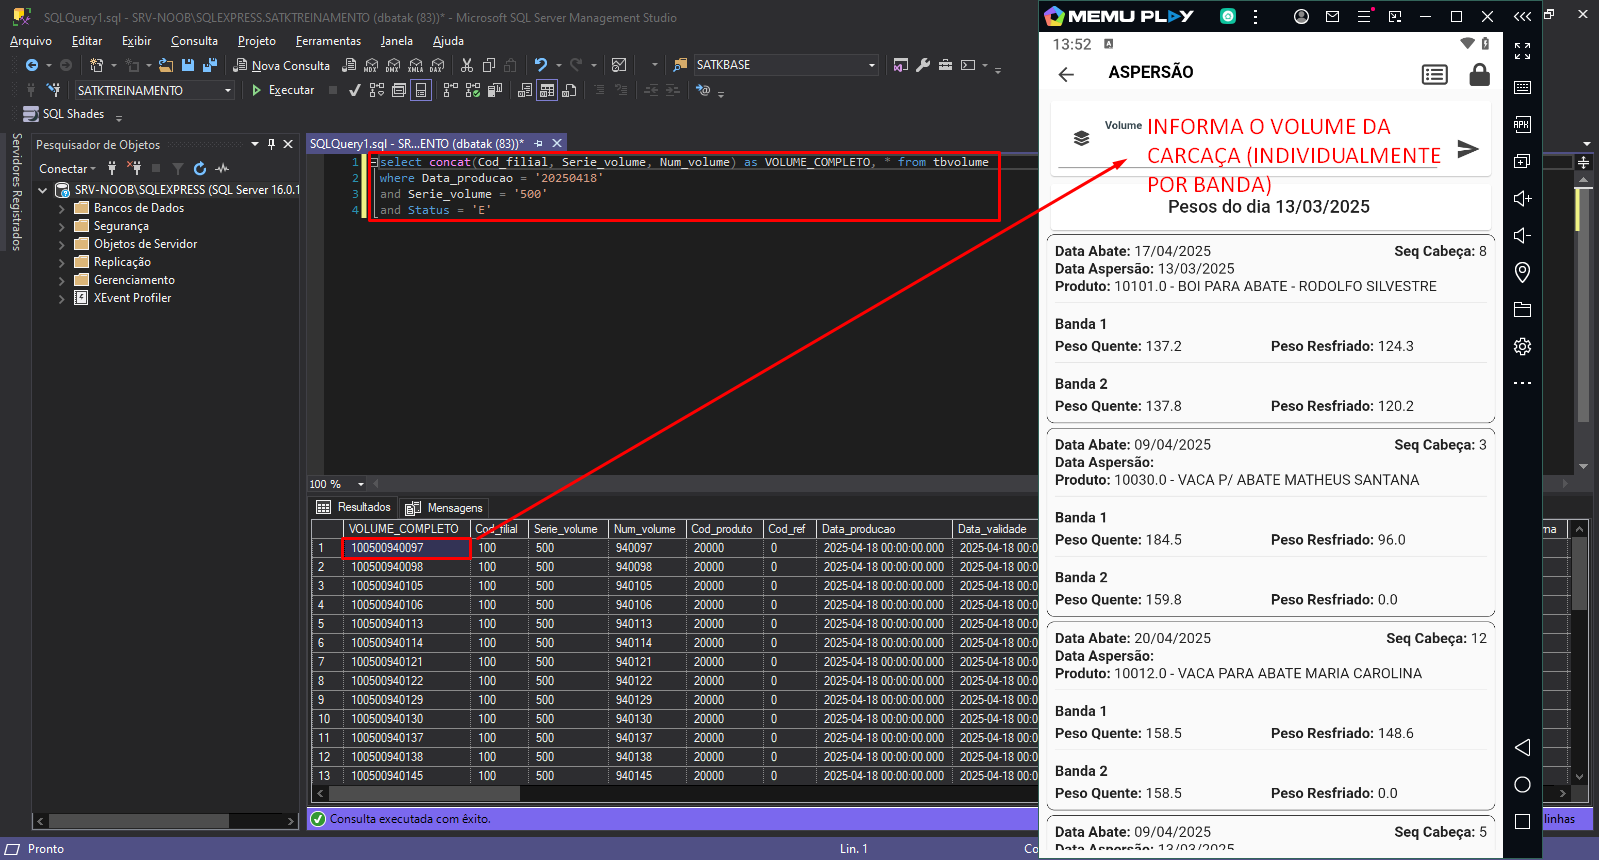 SQLQuery1.sql - SRV-NOOB\SQLEXPRESS.SATKTREINAMENTO (dbatak (83))* - Microsoft SQL Server Management Studio
Arquivo Editar Exibir Consulta Projeto Ferramentas Janela Ajuda
Nova Consulta MDX DMX XMLA DAX SATKBASE
SATKTREINAMENTO Executar
SQL Shades
Servidores Registrados
Pesquisador de Objetos
Conectar
SRV-NOOB\SQLEXPRESS (SQL Server 16.0.1
Bancos de Dados
Segurança
Objetos de Servidor
Replicação
Gerenciamento
XEvent Profiler
SQLQuery1.sql - SR...ENTO (dbatak (83))*
1 select concat(Cod_filial, Serie_volume, Num_volume) as VOLUME_COMPLETO, * from tbvolume
2 where Data_producao = '20250418'
3 and Serie_volume = '500'
4 and Status = 'E'
100 %
Resultados Mensagens
VOLUME_COMPLETO Cod_filial Serie_volume Num_volume Cod_produto Cod_ref Data_producao Data_validade
1 100500940097 100 500 940097 20000 0 2025-04-18 00:00:00.000 2025-04-18 00:0
2 100500940098 100 500 940098 20000 0 2025-04-18 00:00:00.000 2025-04-18 00:0
3 100500940105 100 500 940105 20000 0 2025-04-18 00:00:00.000 2025-04-18 00:0
4 100500940106 100 500 940106 20000 0 2025-04-18 00:00:00.000 2025-04-18 00:0
5 100500940113 100 500 940113 20000 0 2025-04-18 00:00:00.000 2025-04-18 00:0
6 100500940114 100 500 940114 20000 0 2025-04-18 00:00:00.000 2025-04-18 00:0
7 100500940121 100 500 940121 20000 0 2025-04-18 00:00:00.000 2025-04-18 00:0
8 100500940122 100 500 940122 20000 0 2025-04-18 00:00:00.000 2025-04-18 00:0
9 100500940129 100 500 940129 20000 0 2025-04-18 00:00:00.000 2025-04-18 00:0
10 100500940130 100 500 940130 20000 0 2025-04-18 00:00:00.000 2025-04-18 00:0
11 100500940137 100 500 940137 20000 0 2025-04-18 00:00:00.000 2025-04-18 00:0
12 100500940138 100 500 940138 20000 0 2025-04-18 00:00:00.000 2025-04-18 00:0
13 100500940145 100 500 940145 20000 0 2025-04-18 00:00:00.000 2025-04-18 00:0
Consulta executada com êxito.
linhas
Pronto Lin. 1
MEMU PLAY
13:52 A
ASPERSÃO
Volume
INFORMA O VOLUME DA
CARCAÇA (INDIVIDUALMENTE
POR BANDA)
Pesos do dia 13/03/2025
Data Abate: 17/04/2025 Seq Cabeça: 8
Data Aspersão: 13/03/2025
Produto: 10101.0 - BOI PARA ABATE - RODOLFO SILVESTRE
Banda 1
Peso Quente: 137.2 Peso Resfriado: 124.3
Banda 2
Peso Quente: 137.8 Peso Resfriado: 120.2
Data Abate: 09/04/2025 Seq Cabeça: 3
Data Aspersão:
Produto: 10030.0 - VACA P/ ABATE MATHEUS SANTANA
Banda 1
Peso Quente: 184.5 Peso Resfriado: 96.0
Banda 2
Peso Quente: 159.8 Peso Resfriado: 0.0
Data Abate: 20/04/2025 Seq Cabeça: 12
Data Aspersão:
Produto: 10012.0 - VACA PARA ABATE MARIA CAROLINA
Banda 1
Peso Quente: 158.5 Peso Resfriado: 148.6
Banda 2
Peso Quente: 158.5 Peso Resfriado: 0.0
Data Abate: 09/04/2025 Seq Cabeça: 5
Data Aspersão: 13/03/2025
APK